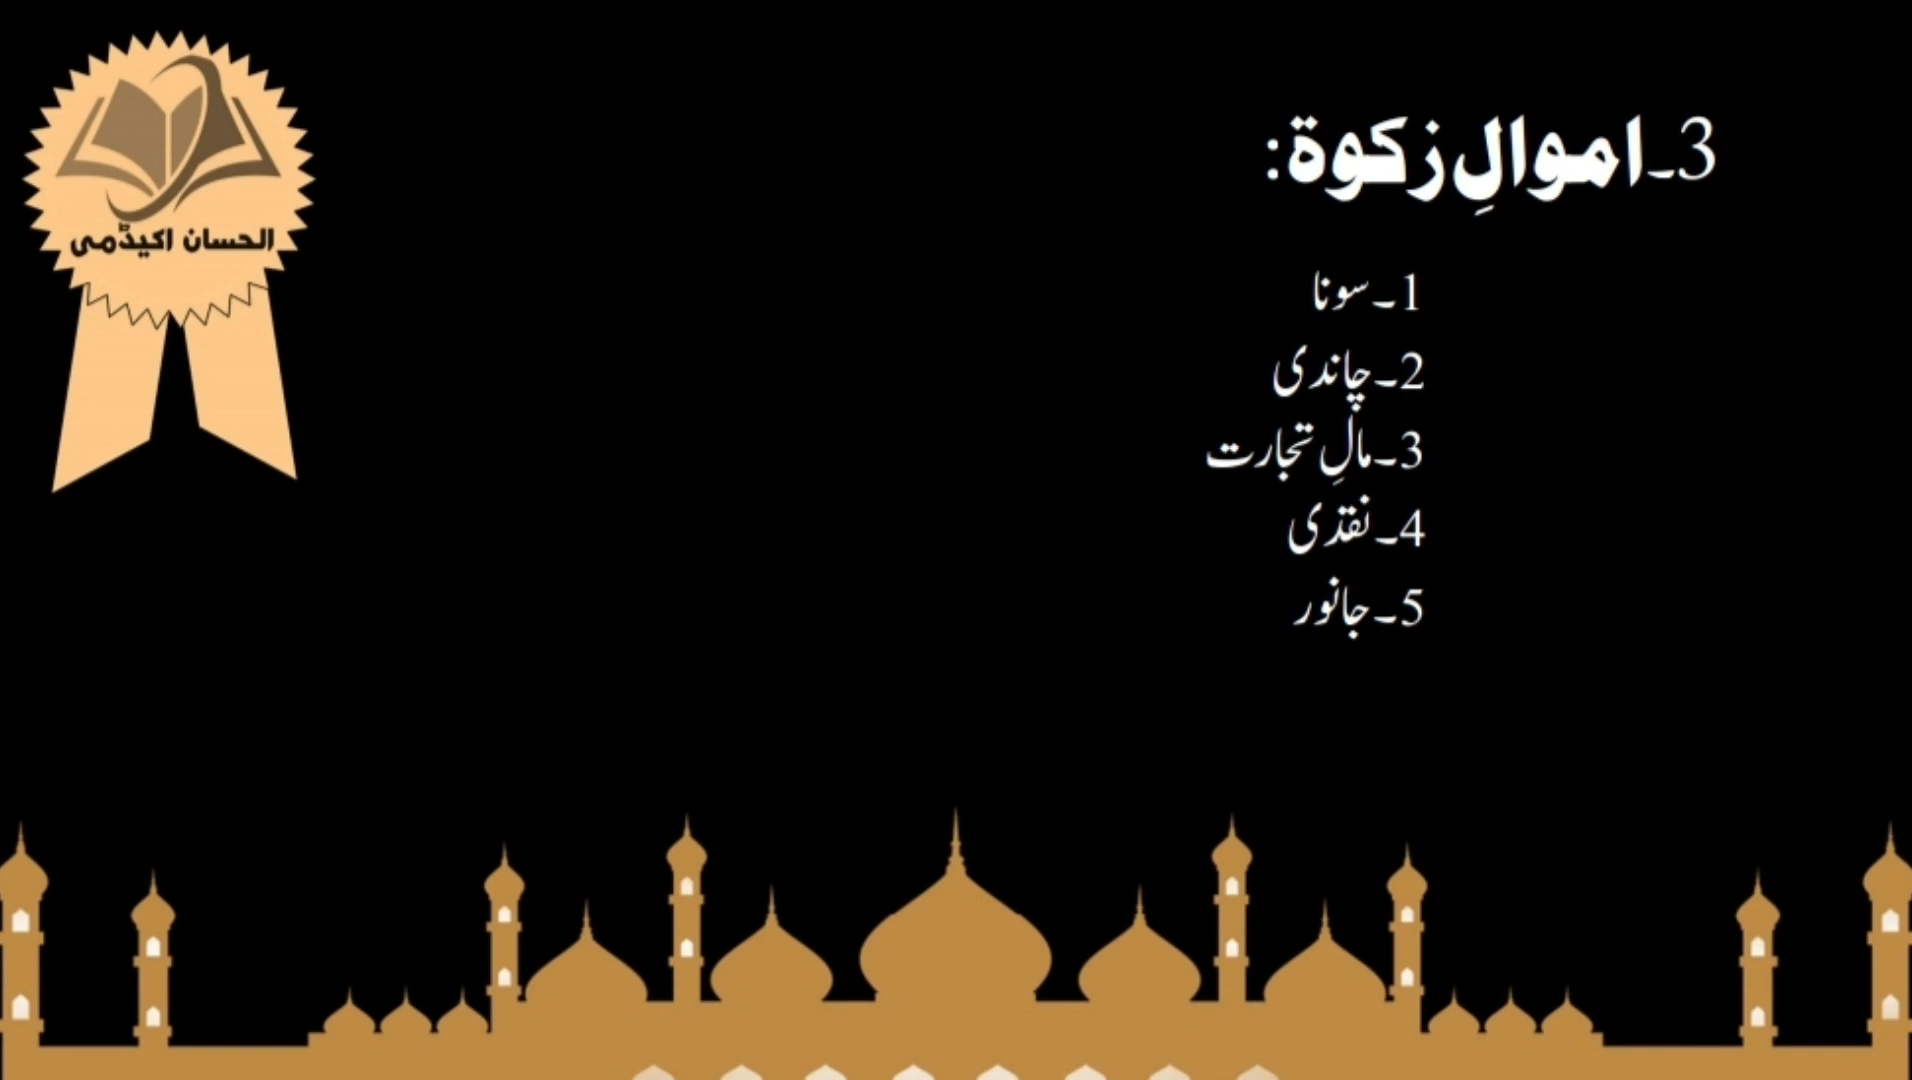 الحسان اکیڈمی
3۔اموالِ زکوۃ:
1۔سونا
2۔چاندی
3۔مالِ تجارت
4۔نقدی
5۔جانور